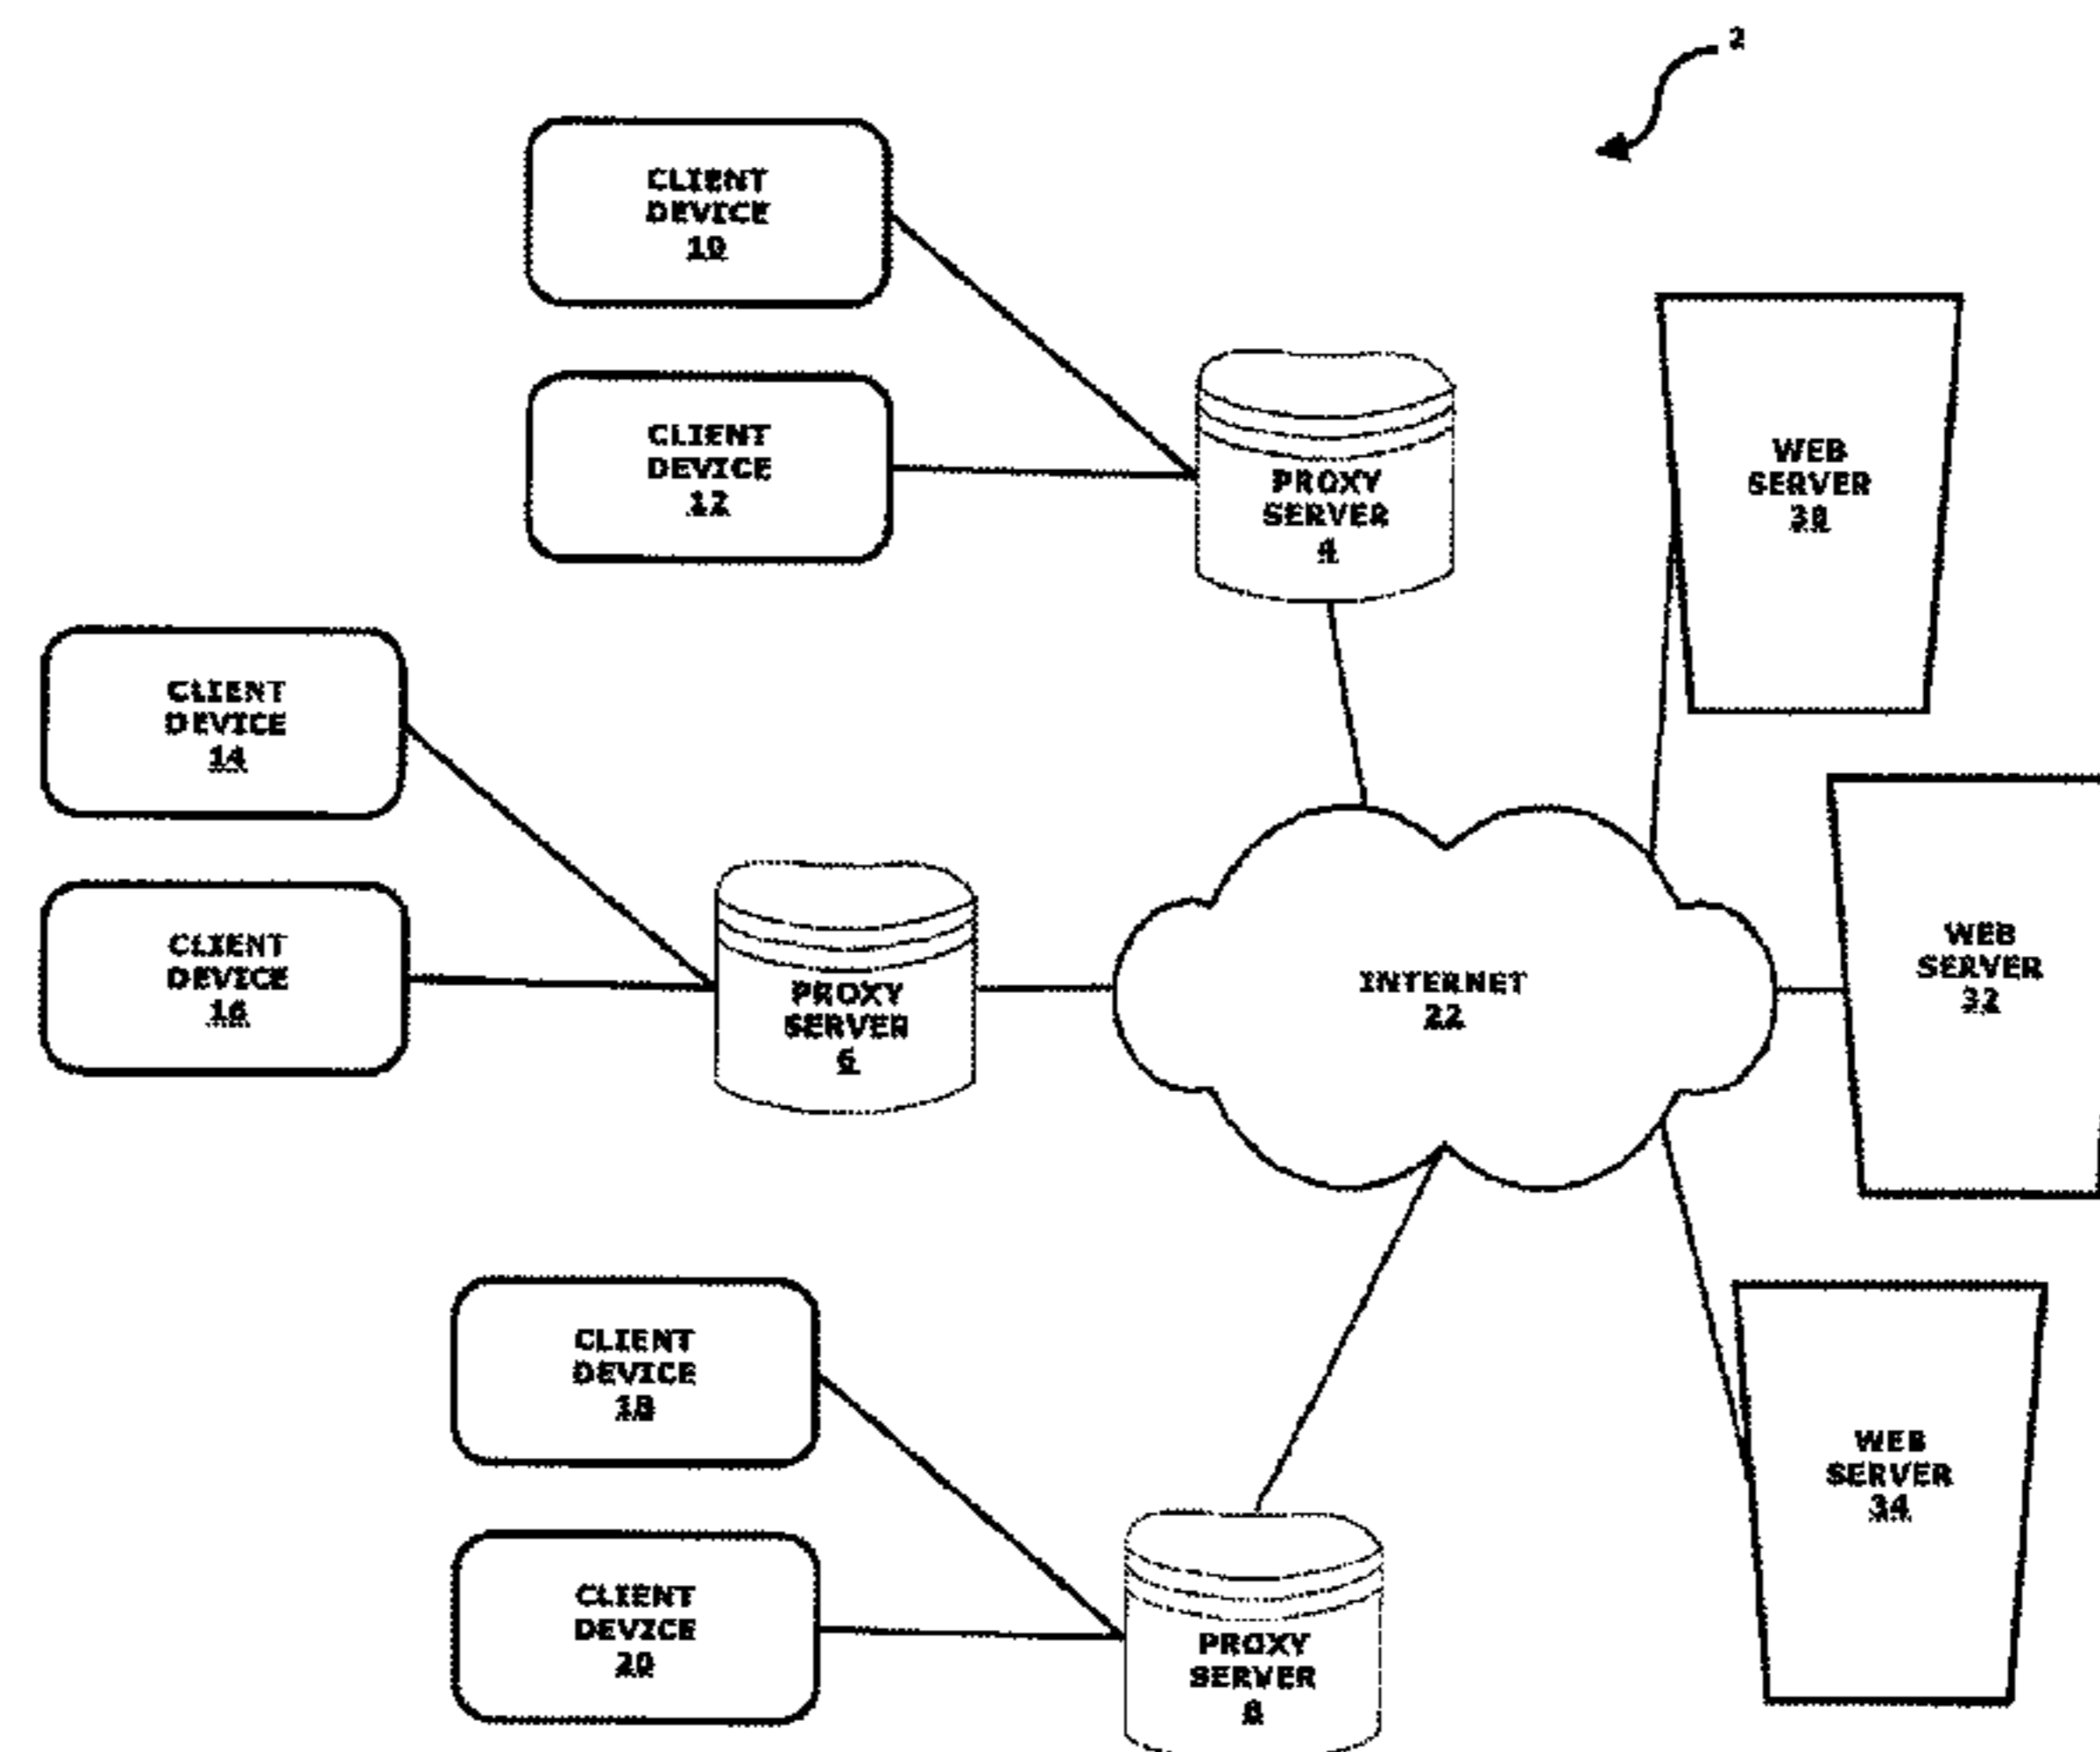 2
CLIENT
DEVICE
10
CLIENT
DEVICE
12
PROXY
SERVER
4
WEB
SERVER
30
CLIENT
DEVICE
14
CLIENT
DEVICE
16
PROXY
SERVER
6
INTERNET
22
WEB
SERVER
32
CLIENT
DEVICE
18
CLIENT
DEVICE
20
PROXY
SERVER
8
WEB
SERVER
34